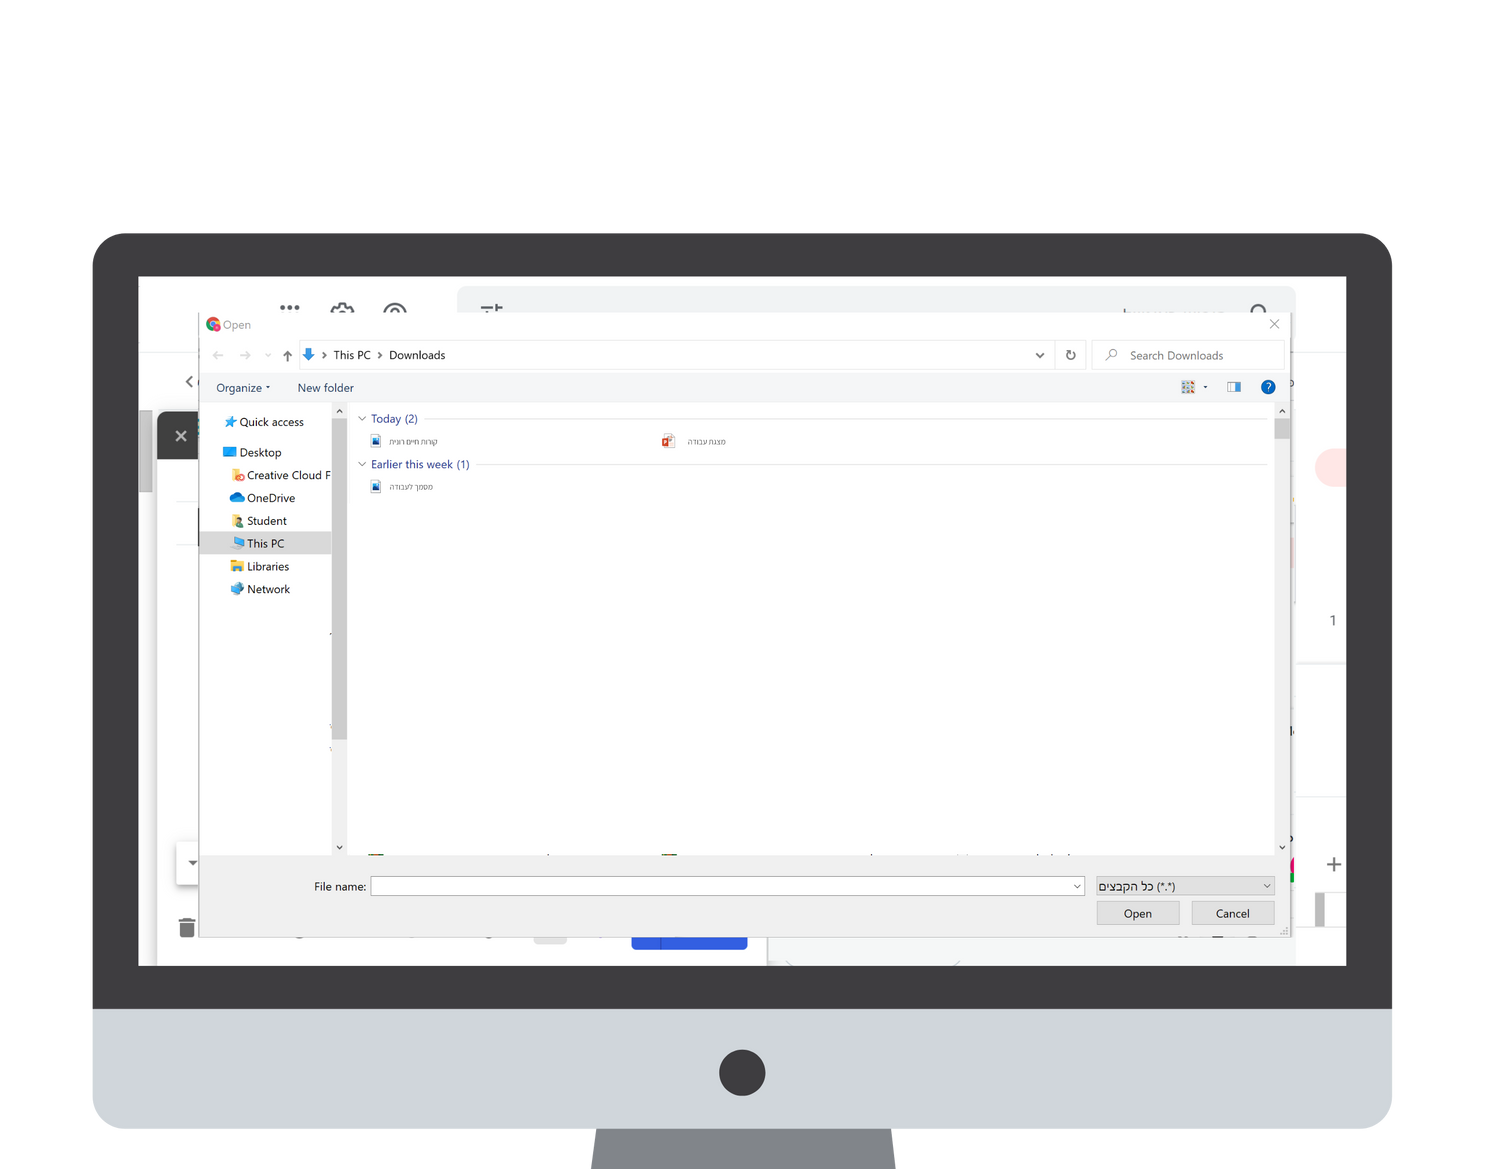 Open
This PC > Downloads
Search Downloads
Organize
New folder
?
Quick access
Today (2)
קורות חיים רונית
מצגת עבודה
Desktop
Earlier this week (1)
Creative Cloud F
מסמך לעבודה
OneDrive
Student
This PC
Libraries
Network
1
File name:
כל הקבצים (*.*)
Open
Cancel